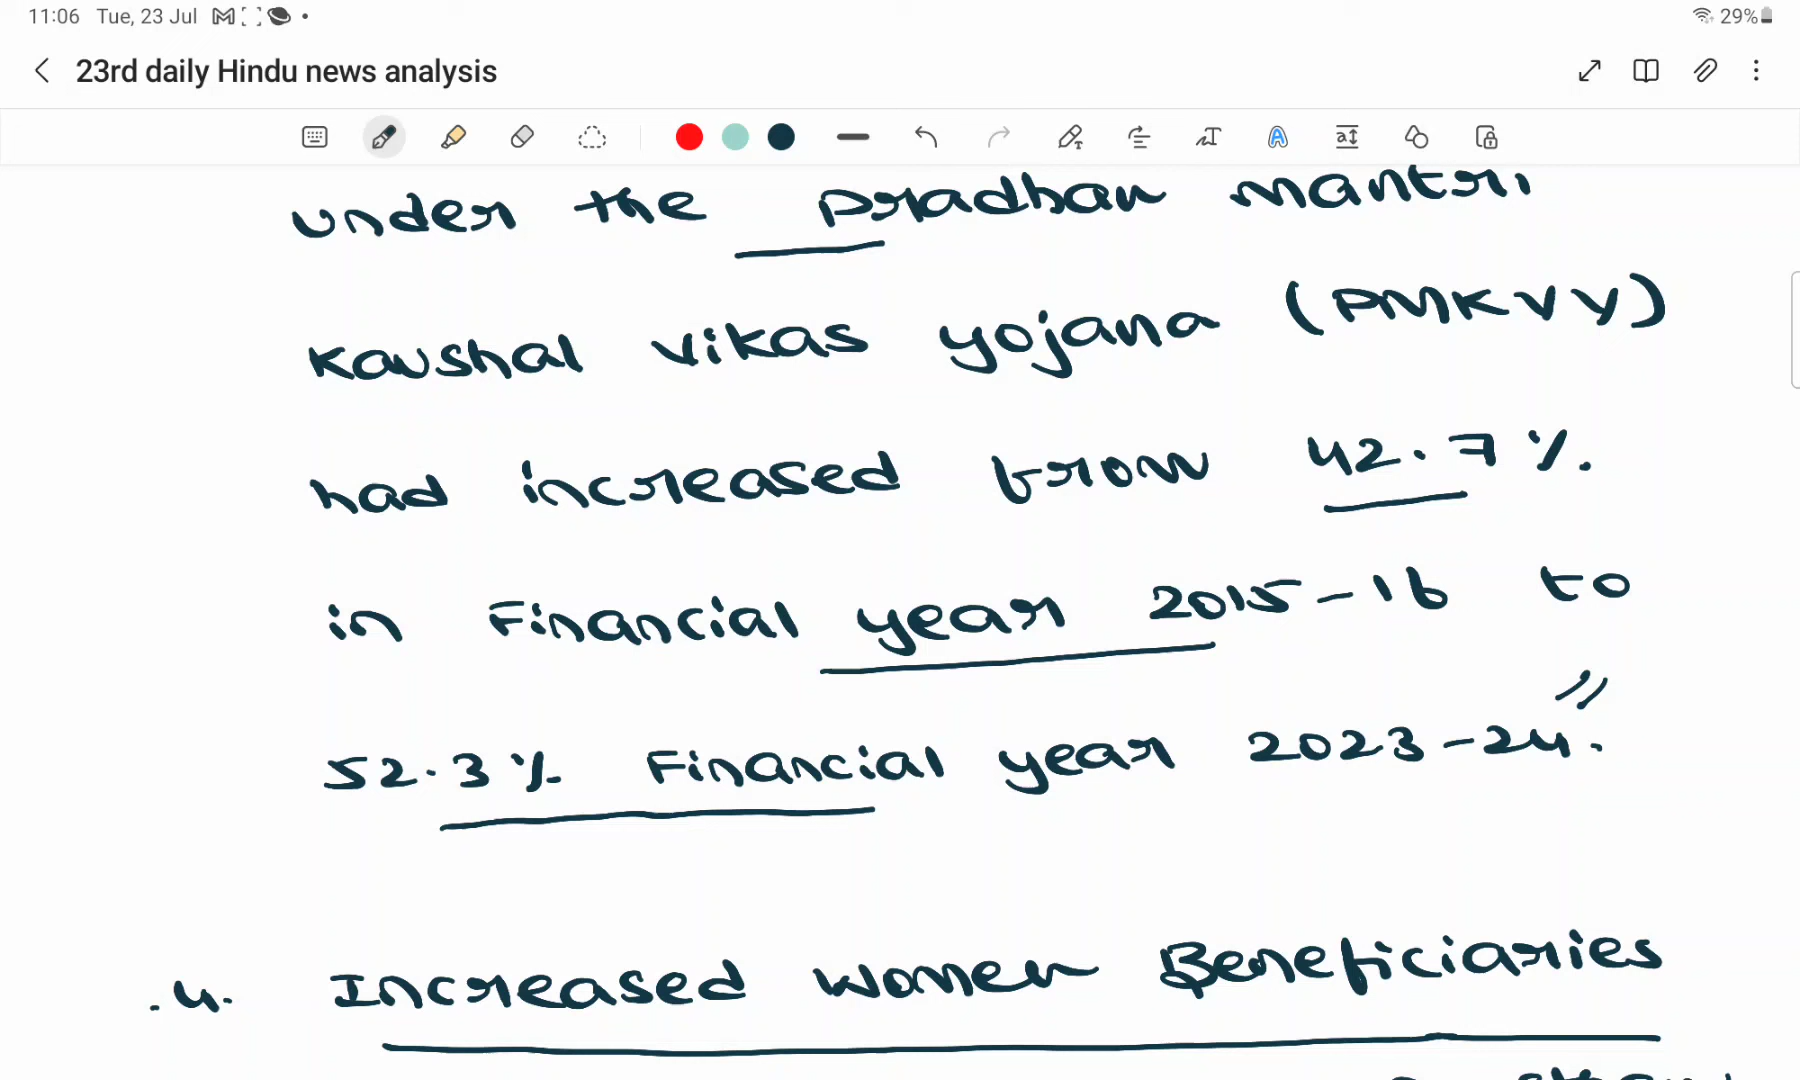 11:06 Tue, 23 Jul 29%
23rd daily Hindu news analysis
under the Pradhan Mantri
Kaushal Vikas yojana (PMKVY)
had increased from 42.7%.
in Financial year 2015-16 to
52.3% Financial year 2023-24.
4. Increased women Beneficiaries